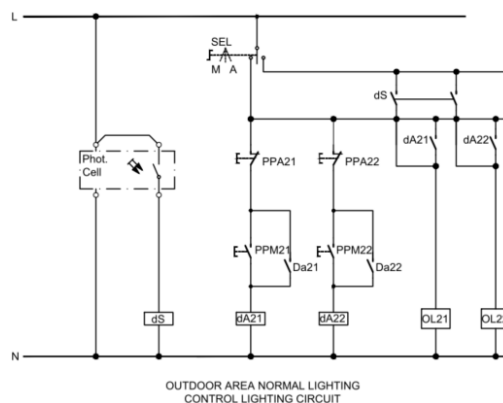 L
SEL
M A
dS
dA21
dA22
Phot.
Cell
PPA21
PPA22
PPM21
PPM22
Da21
Da22
dS
dA21
dA22
OL21
OL2
N
OUTDOOR AREA NORMAL LIGHTING
CONTROL LIGHTING CIRCUIT